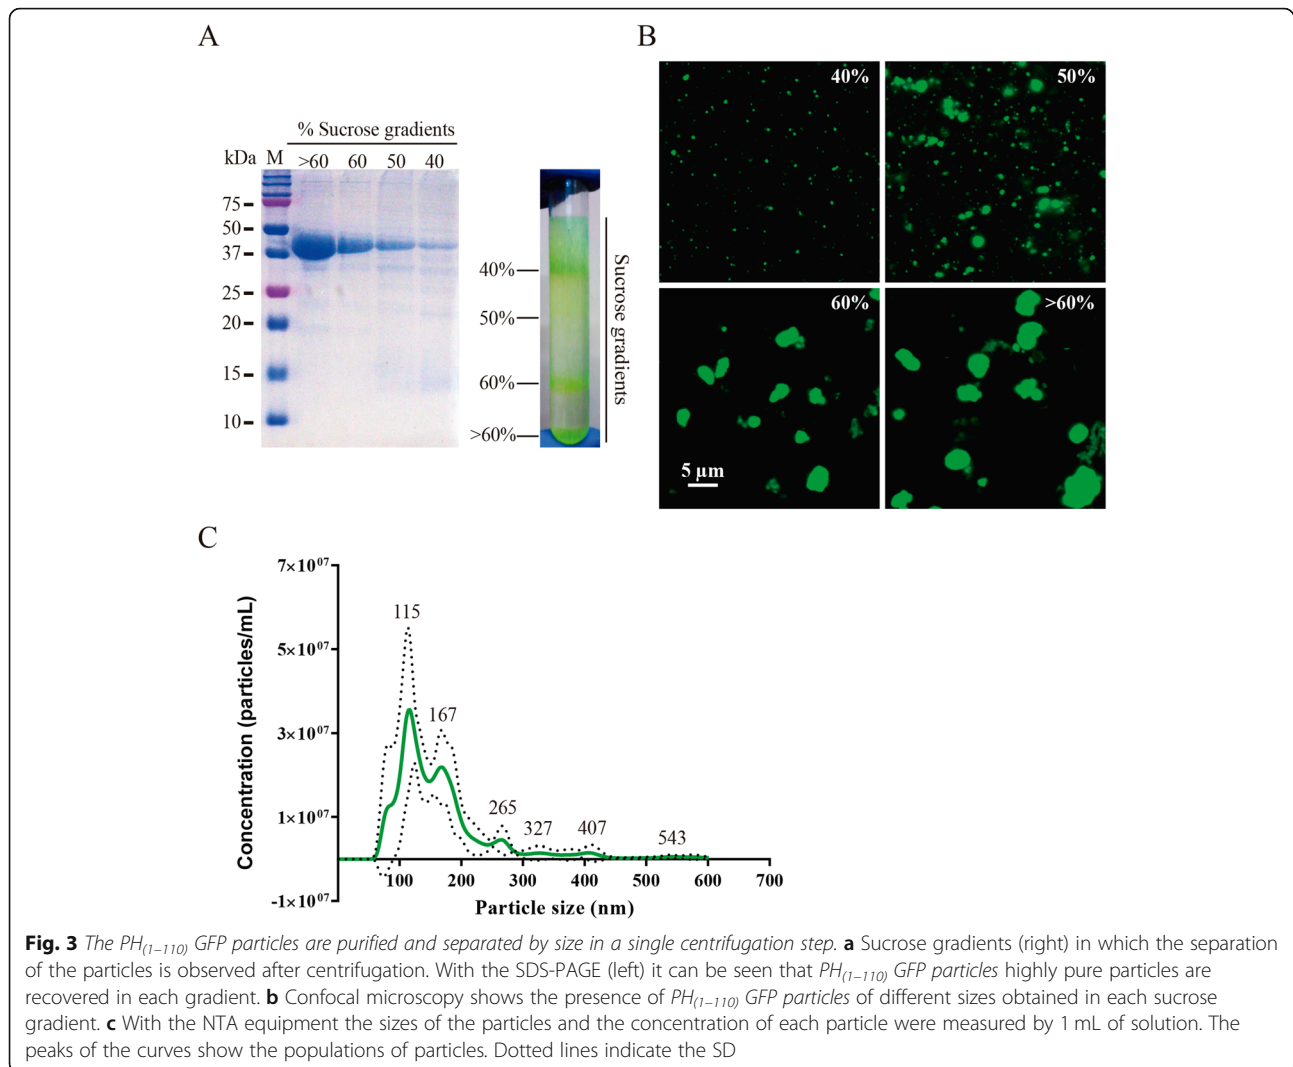 A
% Sucrose gradients
kDa M >60 60 50 40
75
50
37
25
20
15
10
40%
50%
60%
>60%
Sucrose gradients
B
40%
50%
60%
>60%
5 µm
C
Concentration (particles/mL)
7×10⁰⁷
5×10⁰⁷
3×10⁰⁷
1×10⁰⁷
-1×10⁰⁷
115
167
265
327
407
543
100 200 300 400 500 600 700
Particle size (nm)
Fig. 3 The PH(1–110) GFP particles are purified and separated by size in a single centrifugation step. a Sucrose gradients (right) in which the separation
of the particles is observed after centrifugation. With the SDS-PAGE (left) it can be seen that PH(1–110) GFP particles highly pure particles are
recovered in each gradient. b Confocal microscopy shows the presence of PH(1–110) GFP particles of different sizes obtained in each sucrose
gradient. c With the NTA equipment the sizes of the particles and the concentration of each particle were measured by 1 mL of solution. The
peaks of the curves show the populations of particles. Dotted lines indicate the SD